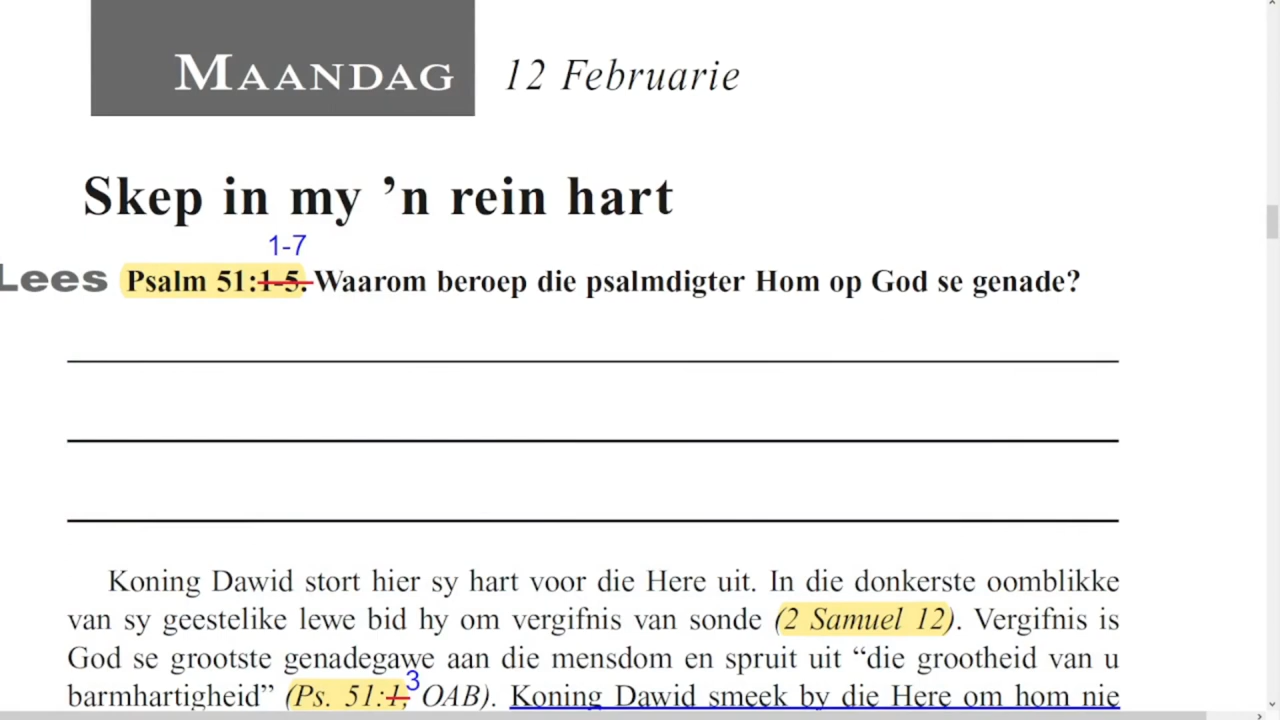 MAANDAG 12 Februarie
Skep in my ’n rein hart
1-7
Lees Psalm 51:1-5. Waarom beroep die psalmdigter Hom op God se genade?
Koning Dawid stort hier sy hart voor die Here uit. In die donkerste oomblikke
van sy geestelike lewe bid hy om vergifnis van sonde (2 Samuel 12). Vergifnis is
God se grootste genadegawe aan die mensdom en spruit uit “die grootheid van u
3
barmhartigheid” (Ps. 51:1, OAB). Koning Dawid smeek by die Here om hom nie